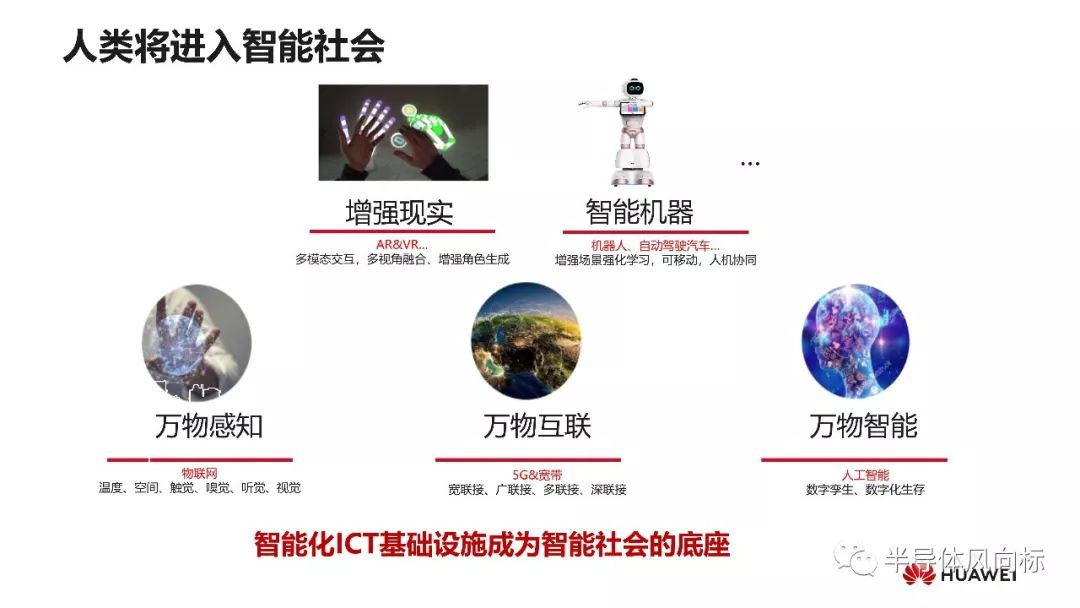 人类将进入智能社会
...
增强现实
智能机器
AR&VR...
多模态交互，多视角融合、增强角色生成
机器人、自动驾驶汽车...
增强场景强化学习，可移动，人机协同
万物感知
万物互联
万物智能
物联网
温度、空间、触觉、嗅觉、听觉、视觉
5G&宽带
宽联接、广联接、多联接、深联接
人工智能
数字孪生、数字化生存
智能化ICT基础设施成为智能社会的底座
半导体风向标
HUAWEI